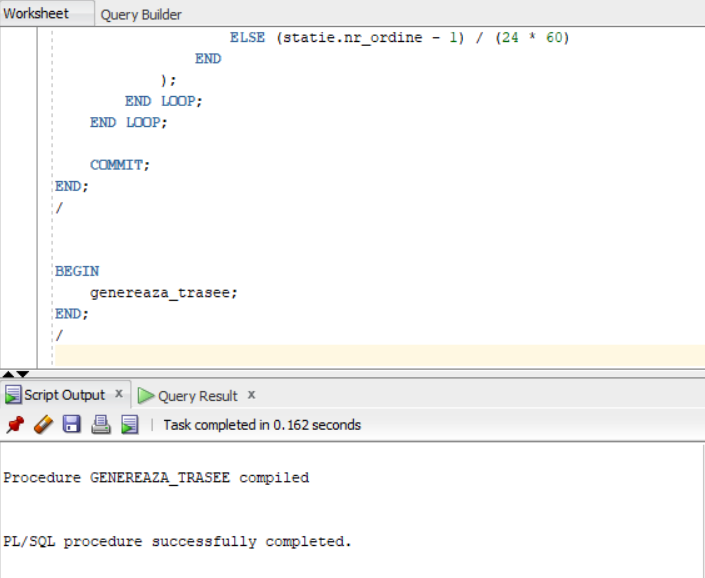 Worksheet Query Builder
ELSE (statie.nr_ordine - 1) / (24 * 60)
END
);
END LOOP;
END LOOP;
COMMIT;
END;
/
BEGIN
genereaza_trasee;
END;
/
Script Output x Query Result x
Task completed in 0.162 seconds
Procedure GENEREAZA_TRASEE compiled
PL/SQL procedure successfully completed.